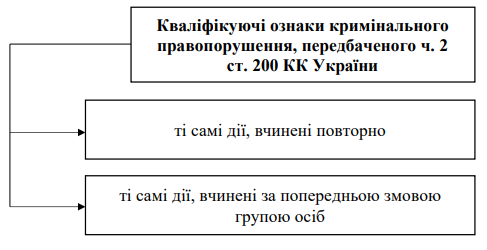 Кваліфікуючі ознаки кримінального
правопорушення, передбаченого ч. 2
ст. 200 КК України
ті самі дії, вчинені повторно
ті самі дії, вчинені за попередньою змовою
групою осіб